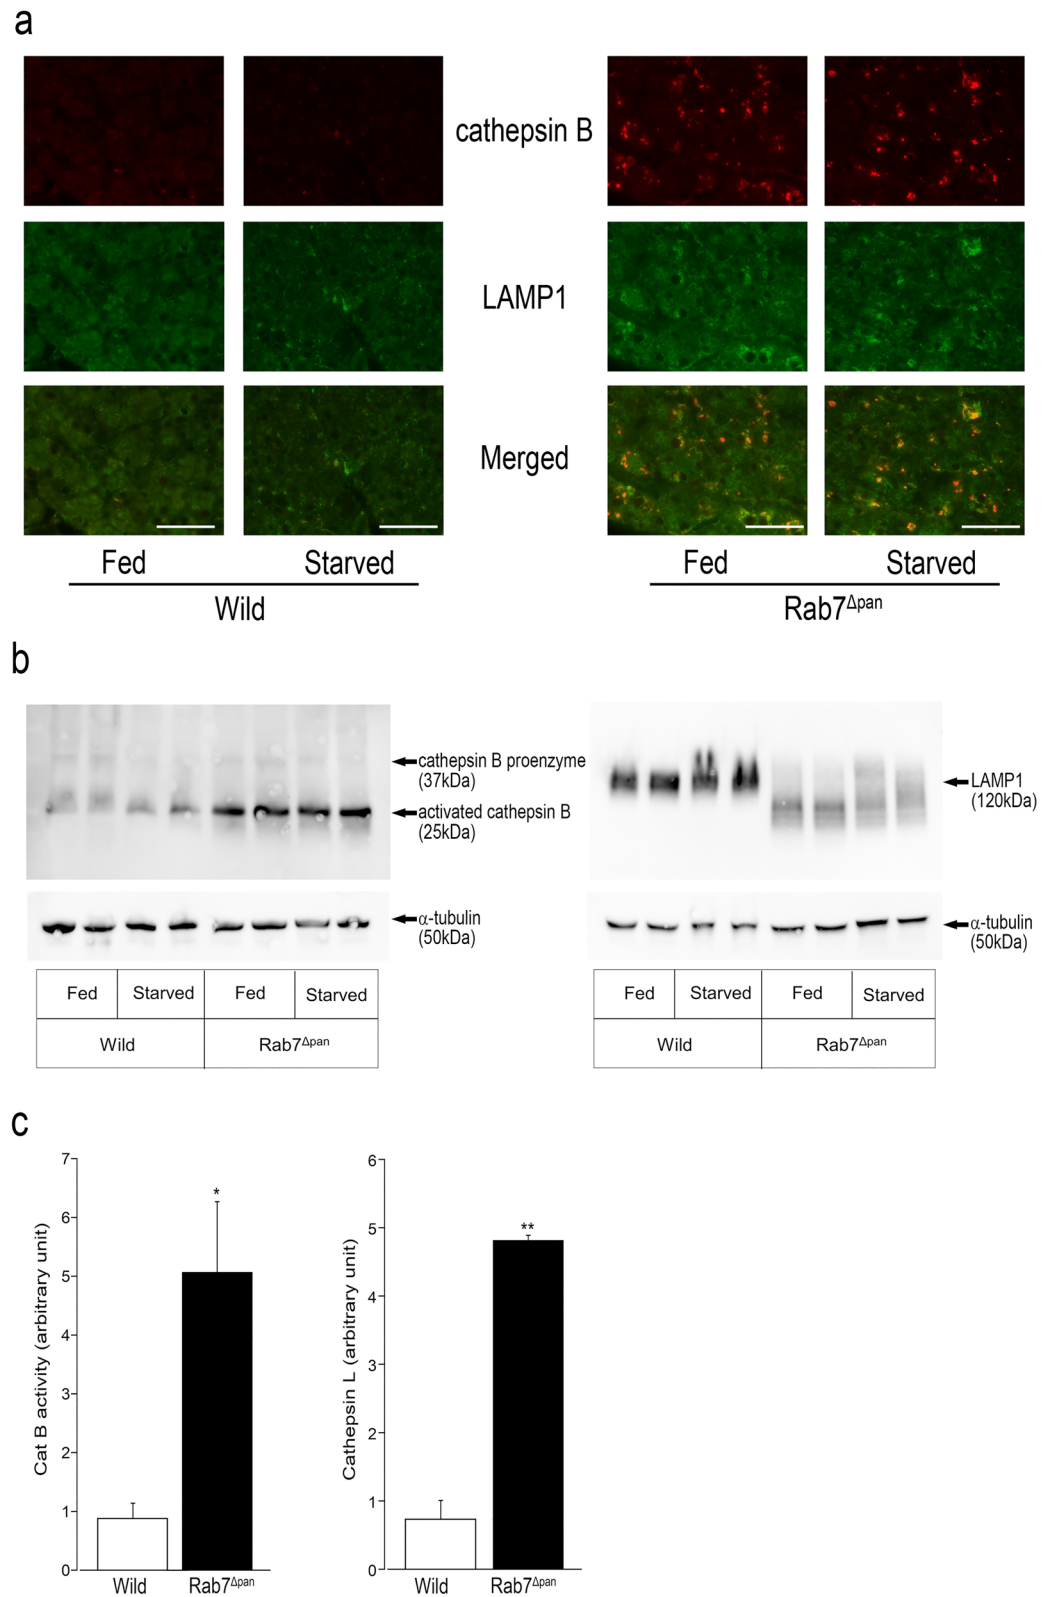 a
cathepsin B
LAMP1
Merged
Fed
Starved
Fed
Starved
Wild
Rab7Δpan
b
cathepsin B proenzyme
(37kDa)
activated cathepsin B
(25kDa)
LAMP1
(120kDa)
α-tubulin
(50kDa)
α-tubulin
(50kDa)
Fed
Starved
Fed
Starved
Wild
Rab7Δpan
Fed
Starved
Fed
Starved
Wild
Rab7Δpan
c
Cat B activity (arbitrary unit)
7
6
5
4
3
2
1
0
*
Wild
Rab7Δpan
Cathepsin L (arbitrary unit)
6
5
4
3
2
1
0
**
Wild
Rab7Δpan